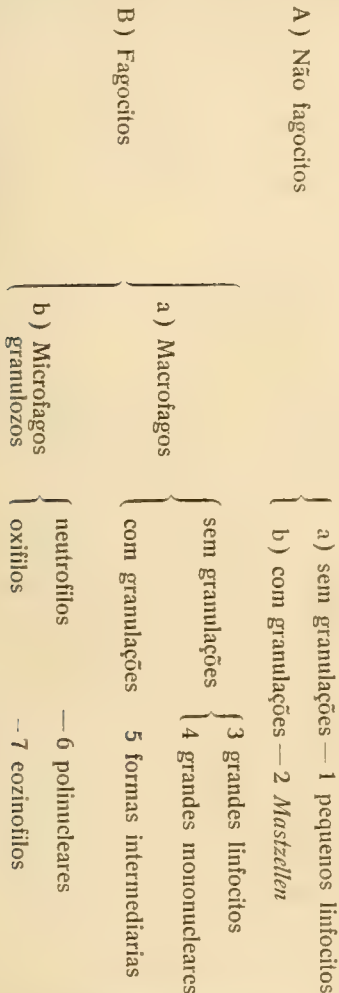 A ) Não fagocitos
a ) sem granulações — 1 pequenos linfocitos
b ) com granulações — 2 Mastzellen
B ) Fagocitos
a ) Macrofagos
sem granulações
3 grandes linfocitos
4 grandes mononucleares
com granulações 5 formas intermediarias
b ) Microfagos
granulozos
neutrofilos — 6 polinucleares
oxifilos -- 7 eozinofilos